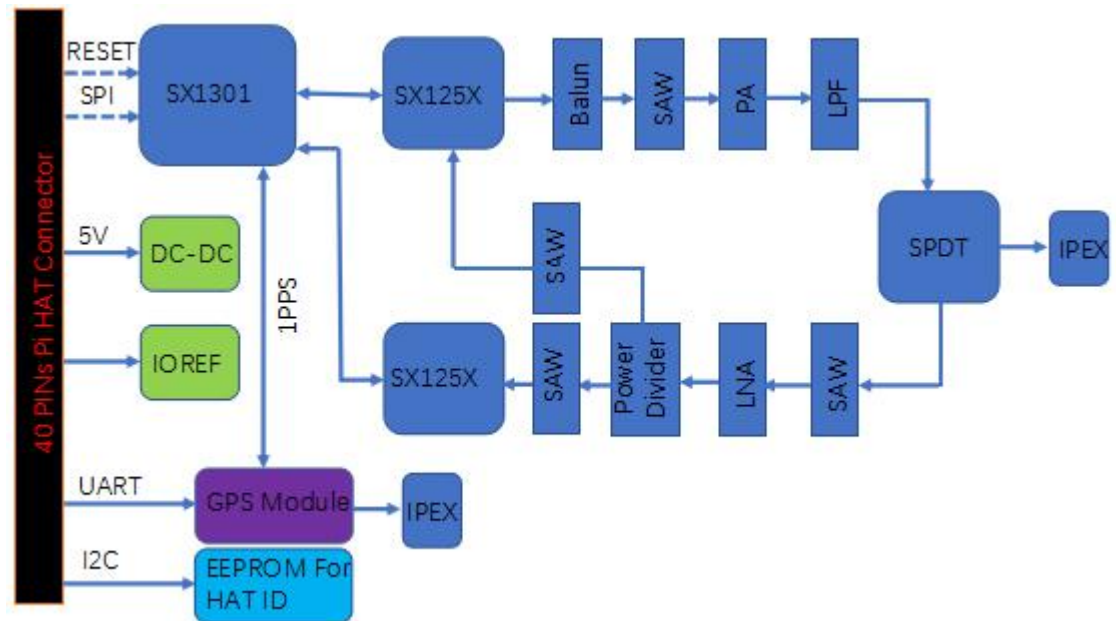 40 PINs Pi HAT Connector
RESET
SPI
SX1301
SX125X
Balun
SAW
PA
LPF
5V
DC-DC
SAW
SPDT
IPEX
1PPS
IOREF
SX125X
SAW
Power
Divider
LNA
SAW
UART
GPS Module
IPEX
I2C
EEPROM For
HAT ID